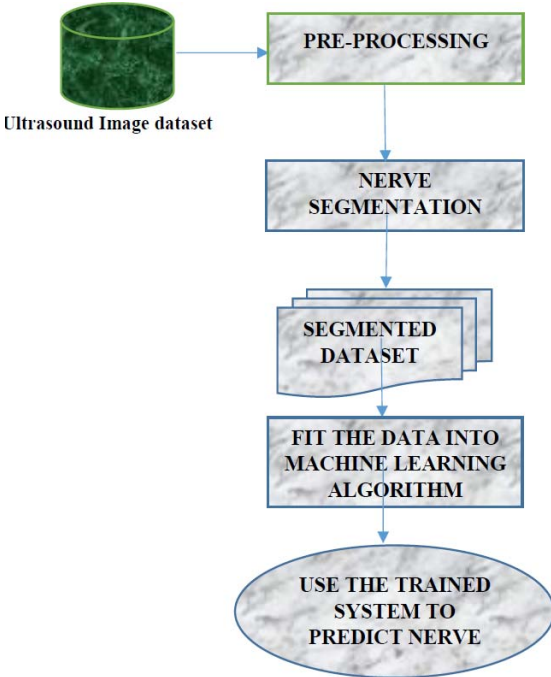 PRE-PROCESSING
Ultrasound Image dataset
NERVE
SEGMENTATION
SEGMENTED
DATASET
FIT THE DATA INTO
MACHINE LEARNING
ALGORITHM
USE THE TRAINED
SYSTEM TO
PREDICT NERVE